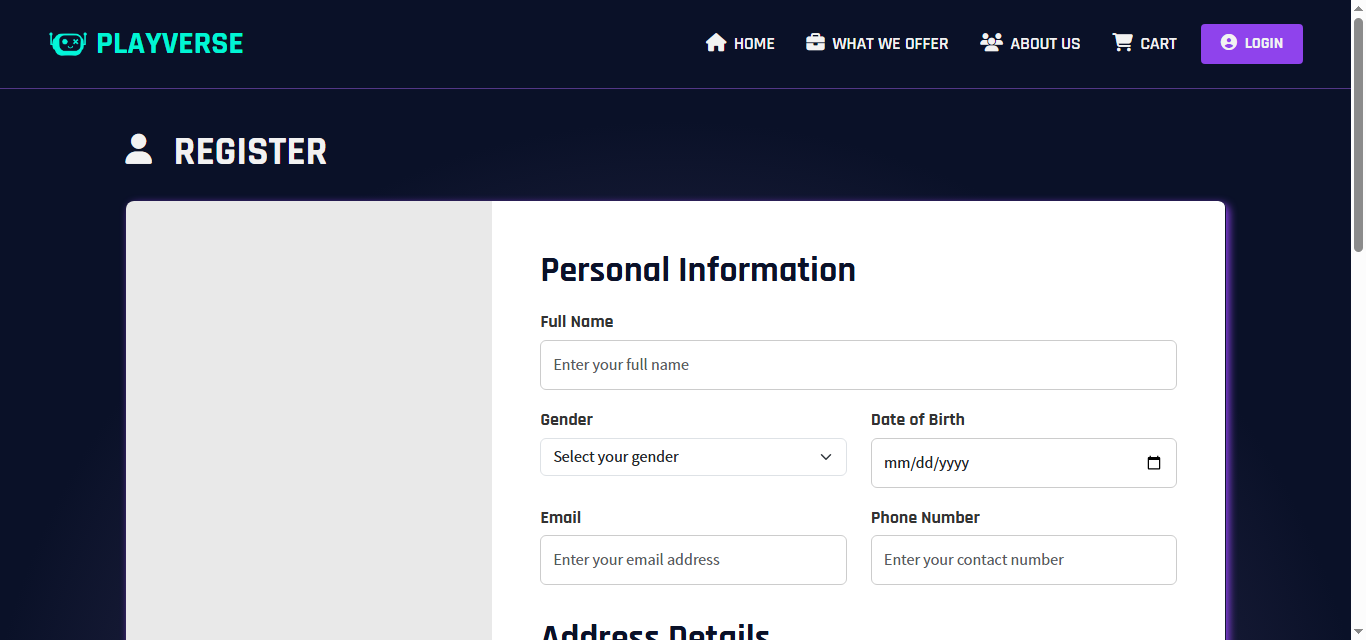 PLAYVERSE
HOME
WHAT WE OFFER
ABOUT US
CART
LOGIN
REGISTER
Personal Information
Full Name
Enter your full name
Gender
Date of Birth
Select your gender
mm/dd/yyyy
Email
Phone Number
Enter your email address
Enter your contact number
Address Details